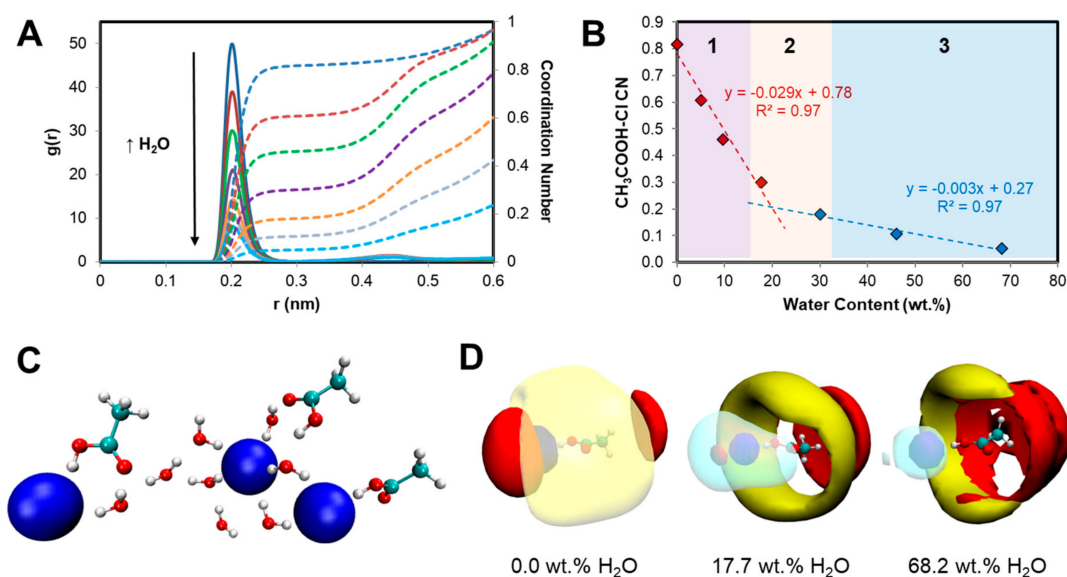 A
50
40
30
20
10
0
g(r)
↑ H₂O
0 0.1 0.2 0.3 0.4 0.5 0.6
r (nm)
1
0.8
0.6
0.4
0.2
0
Coordination Number
B
0.9
0.8
0.7
0.6
0.5
0.4
0.3
0.2
0.1
0.0
CH₃COOH-Cl CN
1 2 3
y = -0.029x + 0.78
R² = 0.97
y = -0.003x + 0.27
R² = 0.97
0 10 20 30 40 50 60 70 80
Water Content (wt.%)
C
D
0.0 wt.% H₂O 17.7 wt.% H₂O 68.2 wt.% H₂O